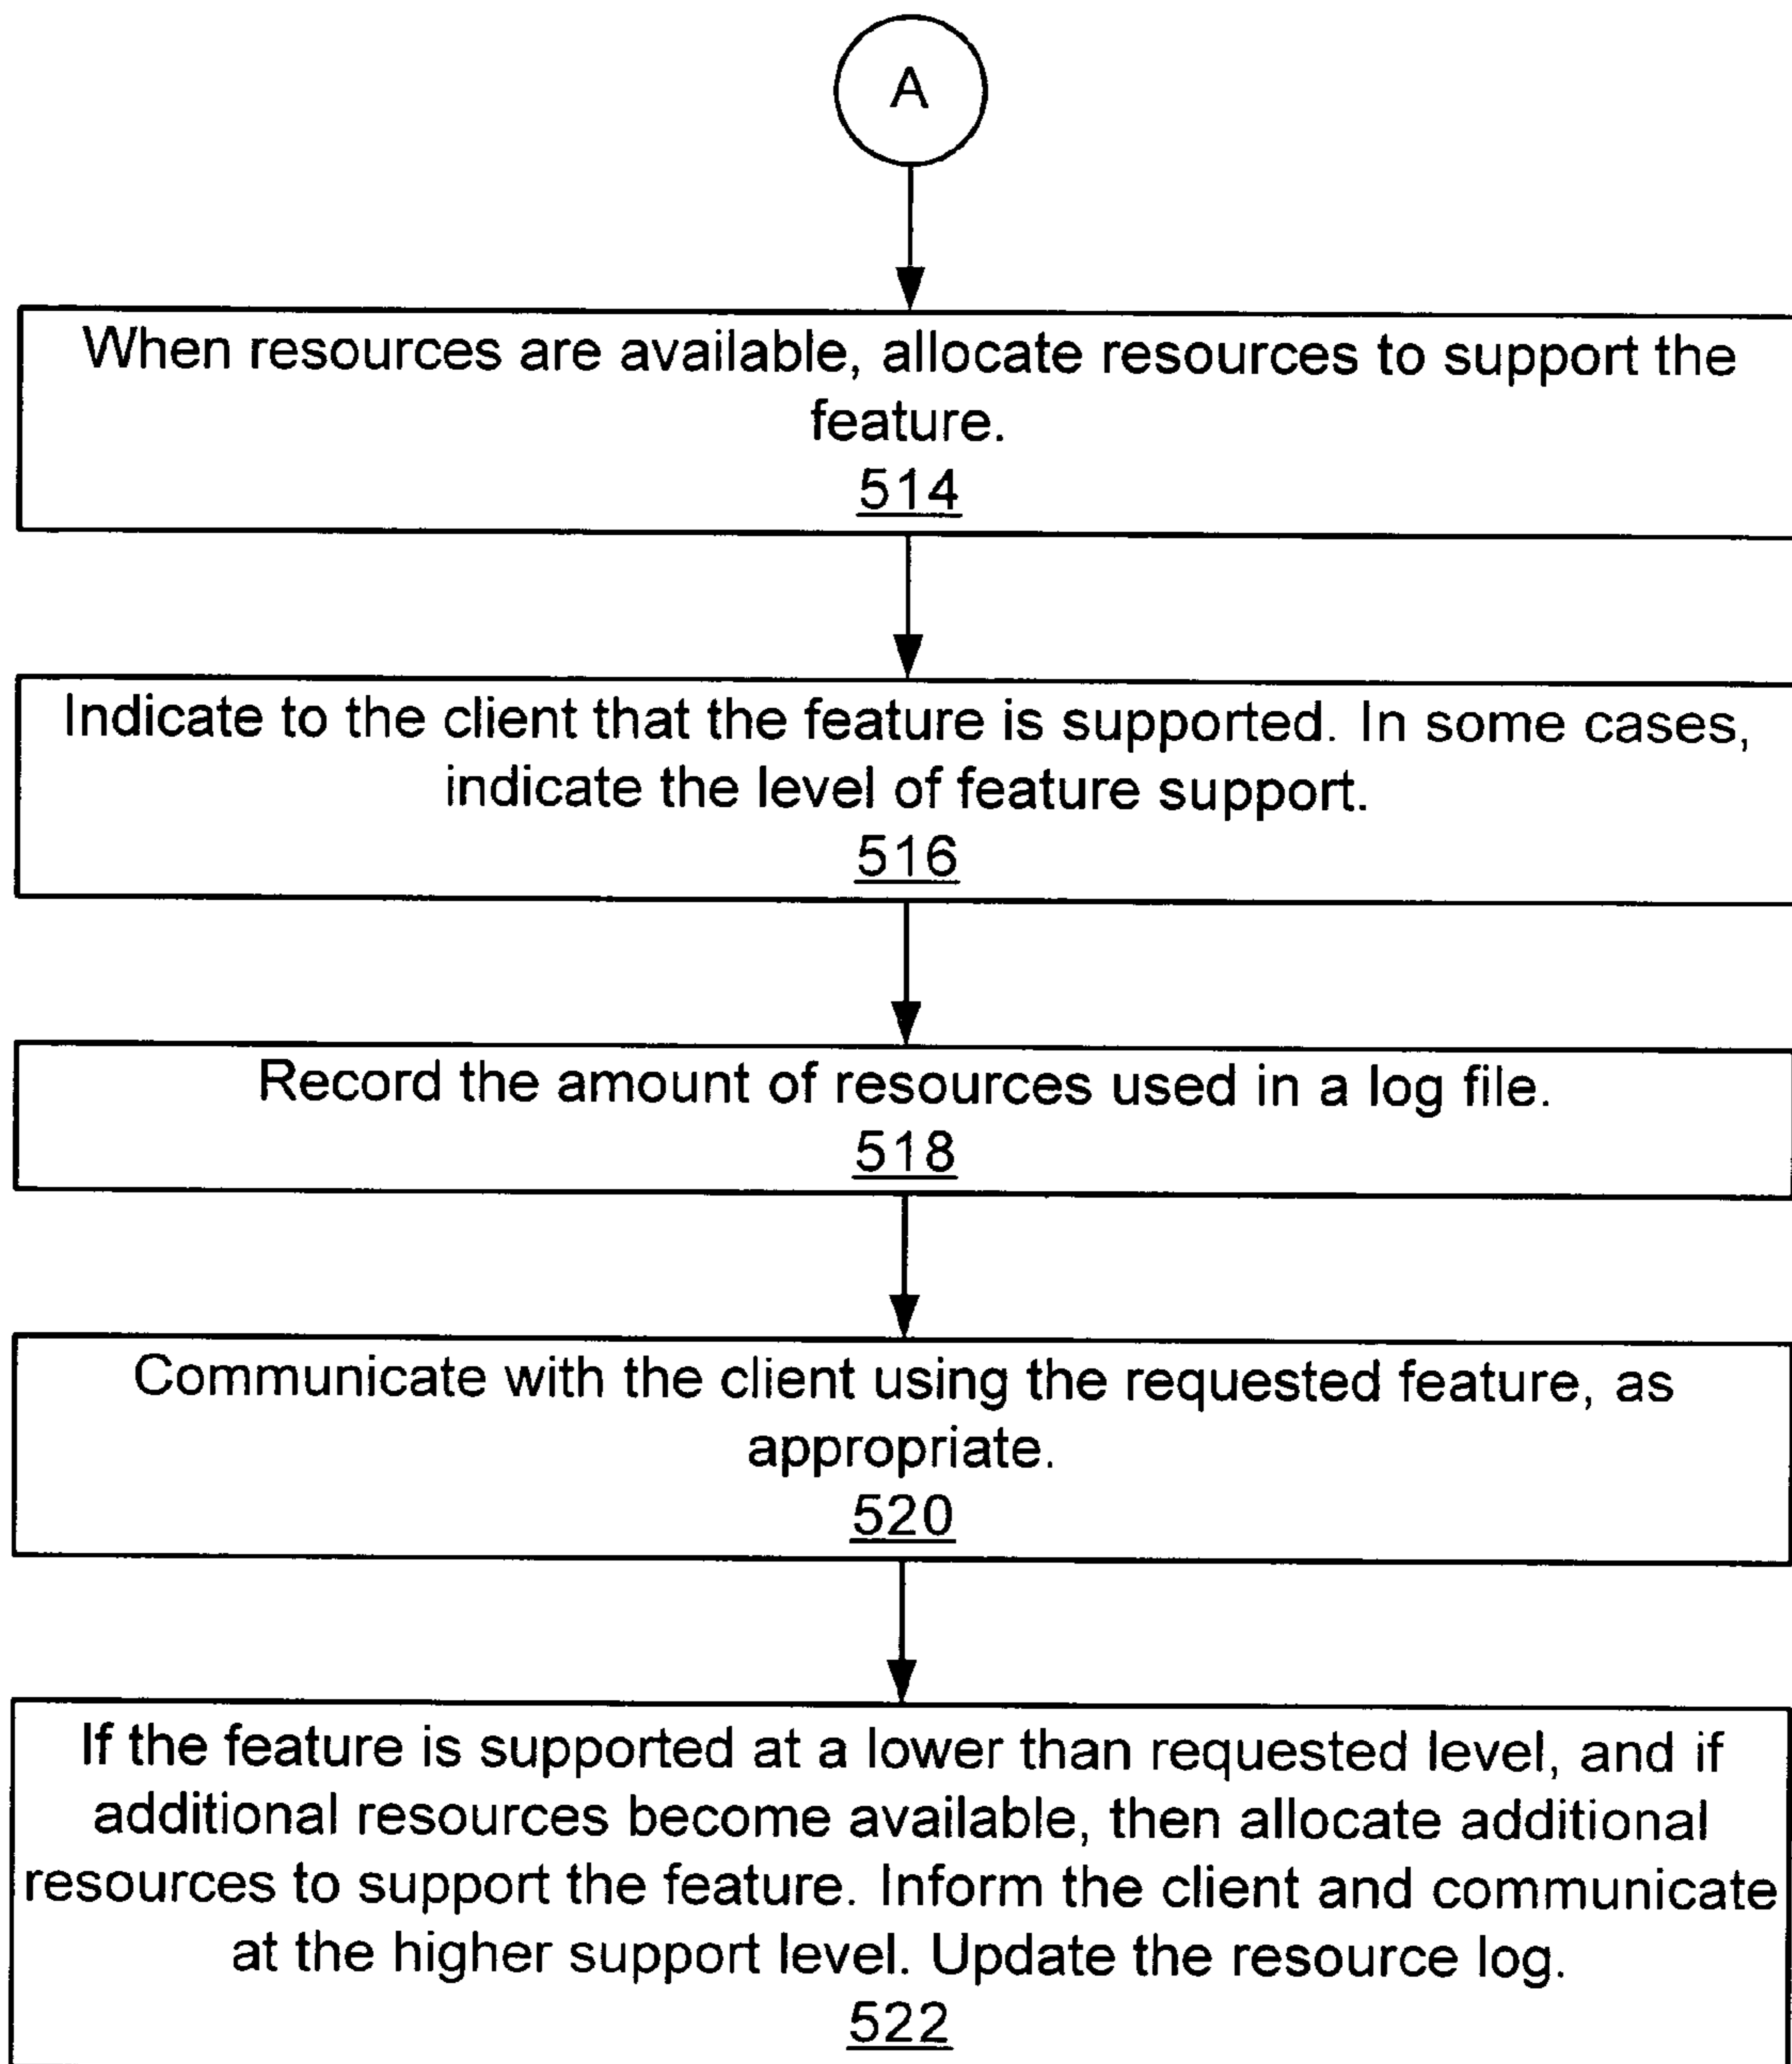 A
When resources are available, allocate resources to support the
feature.
514
Indicate to the client that the feature is supported. In some cases,
indicate the level of feature support.
516
Record the amount of resources used in a log file.
518
Communicate with the client using the requested feature, as
appropriate.
520
If the feature is supported at a lower than requested level, and if
additional resources become available, then allocate additional
resources to support the feature. Inform the client and communicate
at the higher support level. Update the resource log.
522